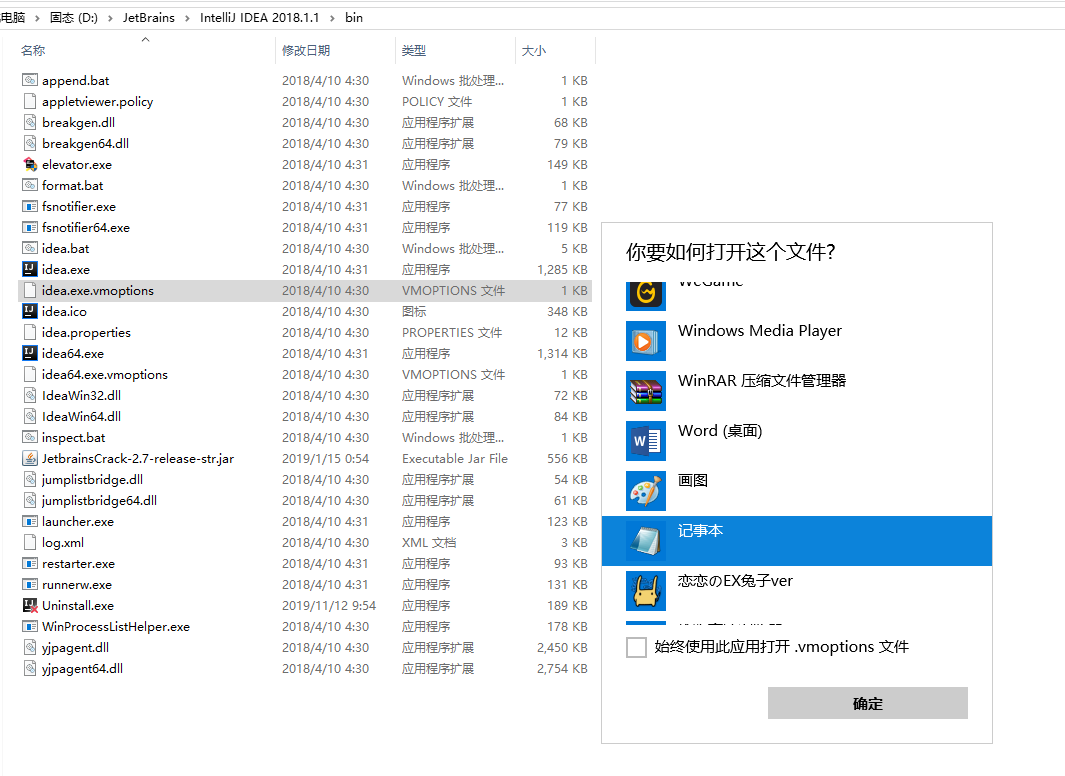 电脑 › 固态 (D:) › JetBrains › IntelliJ IDEA 2018.1.1 › bin
名称 修改日期 类型 大小
append.bat 2018/4/10 4:30 Windows 批处理... 1 KB
appletviewer.policy 2018/4/10 4:30 POLICY 文件 1 KB
breakgen.dll 2018/4/10 4:30 应用程序扩展 68 KB
breakgen64.dll 2018/4/10 4:30 应用程序扩展 79 KB
elevator.exe 2018/4/10 4:31 应用程序 149 KB
format.bat 2018/4/10 4:30 Windows 批处理... 1 KB
fsnotifier.exe 2018/4/10 4:31 应用程序 77 KB
fsnotifier64.exe 2018/4/10 4:31 应用程序 119 KB
idea.bat 2018/4/10 4:30 Windows 批处理... 5 KB
idea.exe 2018/4/10 4:31 应用程序 1,285 KB
idea.exe.vmoptions 2018/4/10 4:30 VMOPTIONS 文件 1 KB
idea.ico 2018/4/10 4:30 图标 348 KB
idea.properties 2018/4/10 4:30 PROPERTIES 文件 12 KB
idea64.exe 2018/4/10 4:31 应用程序 1,314 KB
idea64.exe.vmoptions 2018/4/10 4:30 VMOPTIONS 文件 1 KB
IdeaWin32.dll 2018/4/10 4:30 应用程序扩展 72 KB
IdeaWin64.dll 2018/4/10 4:30 应用程序扩展 84 KB
inspect.bat 2018/4/10 4:30 Windows 批处理... 1 KB
JetbrainsCrack-2.7-release-str.jar 2019/1/15 0:54 Executable Jar File 556 KB
jumplistbridge.dll 2018/4/10 4:30 应用程序扩展 54 KB
jumplistbridge64.dll 2018/4/10 4:30 应用程序扩展 61 KB
launcher.exe 2018/4/10 4:31 应用程序 123 KB
log.xml 2018/4/10 4:30 XML 文档 3 KB
restarter.exe 2018/4/10 4:31 应用程序 93 KB
runnerw.exe 2018/4/10 4:31 应用程序 131 KB
Uninstall.exe 2019/11/12 9:54 应用程序 189 KB
WinProcessListHelper.exe 2018/4/10 4:31 应用程序 178 KB
yjpagent.dll 2018/4/10 4:30 应用程序扩展 2,450 KB
yjpagent64.dll 2018/4/10 4:30 应用程序扩展 2,754 KB
你要如何打开这个文件?
WeGame
Windows Media Player
WinRAR 压缩文件管理器
Word (桌面)
画图
记事本
恋恋のEX兔子ver
始终使用此应用打开 .vmoptions 文件
确定